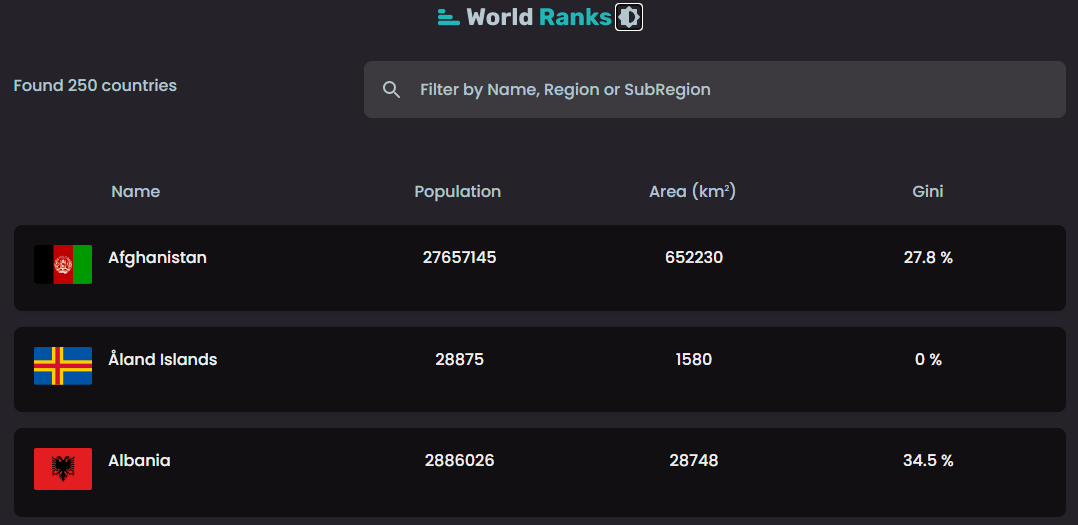 World Ranks
Found 250 countries
Filter by Name, Region or SubRegion
Name Population Area (km²) Gini
Afghanistan 27657145 652230 27.8 %
Åland Islands 28875 1580 0 %
Albania 2886026 28748 34.5 %